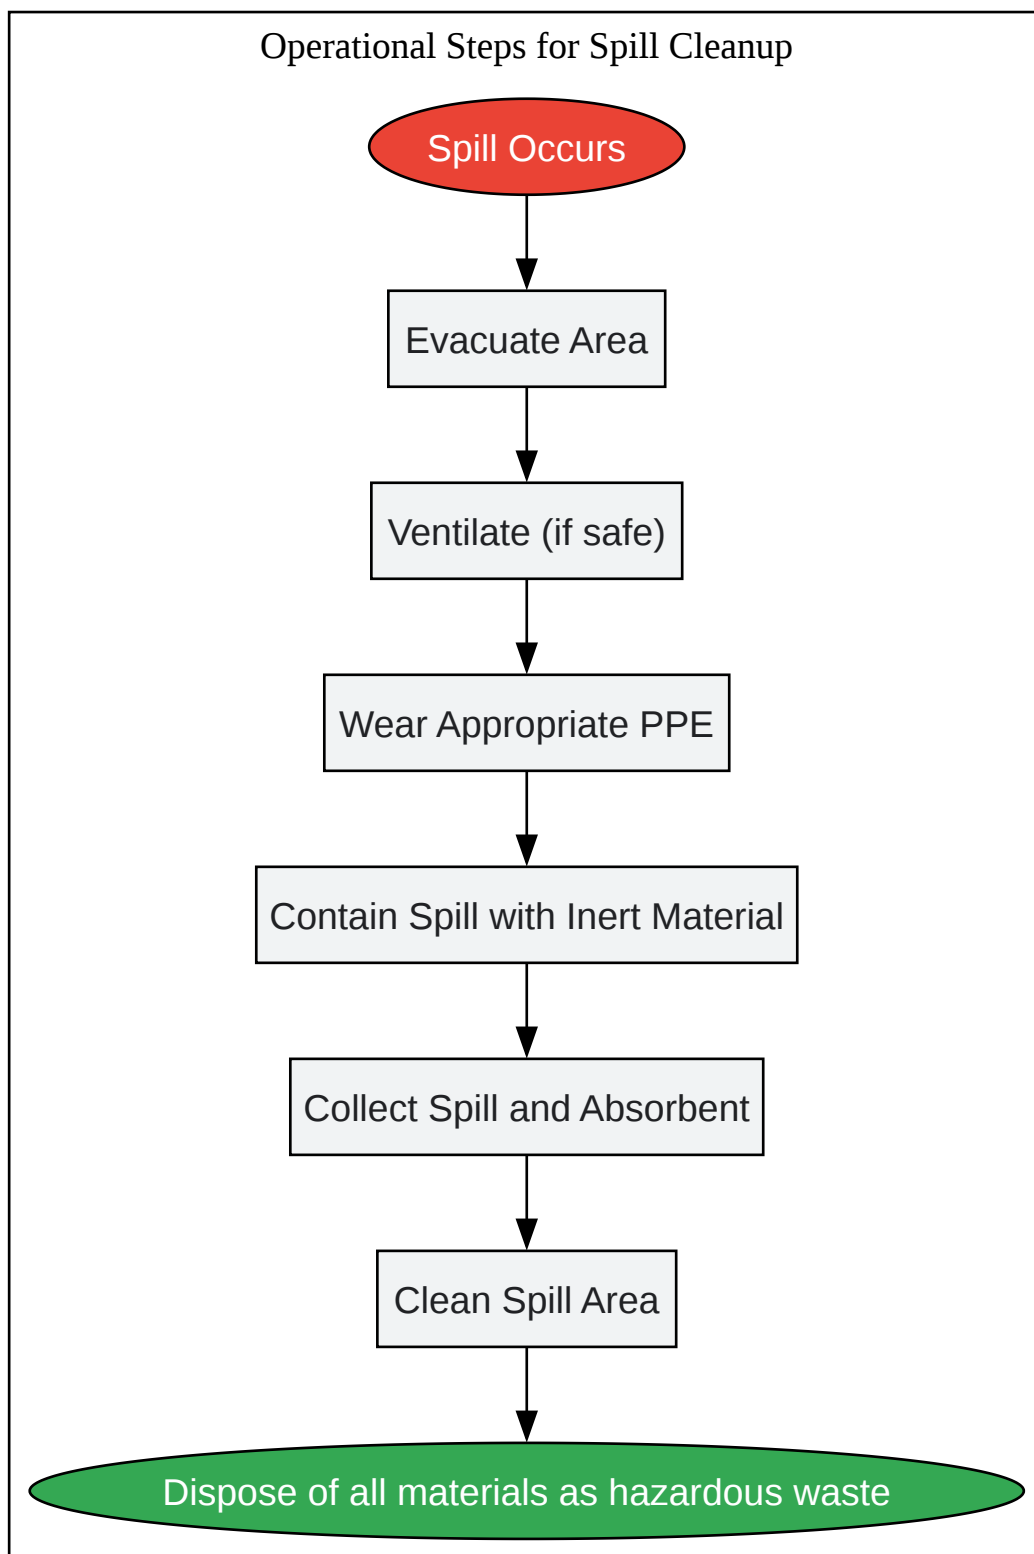 Operational Steps for Spill Cleanup
Spill Occurs
Evacuate Area
Ventilate (if safe)
Wear Appropriate PPE
Contain Spill with Inert Material
Collect Spill and Absorbent
Clean Spill Area
Dispose of all materials as hazardous waste